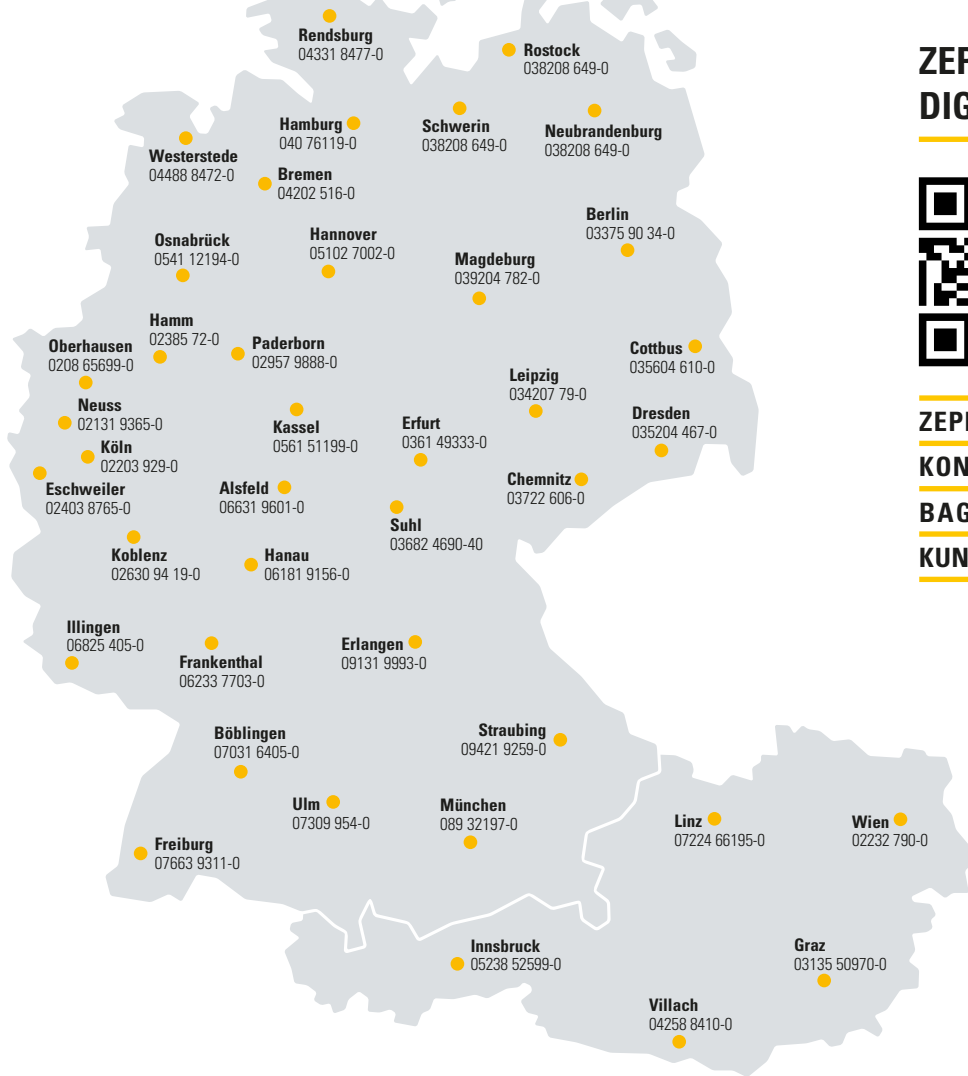 Rendsburg
04331 8477-0
Rostock
038208 649-0
Hamburg
040 76119-0
Schwerin
038208 649-0
Neubrandenburg
038208 649-0
Westerstede
04488 8472-0
Bremen
04202 516-0
Berlin
03375 90 34-0
Osnabrück
0541 12194-0
Hannover
05102 7002-0
Magdeburg
039204 782-0
Hamm
02385 72-0
Oberhausen
0208 65699-0
Paderborn
02957 9888-0
Cottbus
035604 610-0
Leipzig
034207 79-0
Neuss
02131 9365-0
Kassel
0561 51199-0
Erfurt
0361 49333-0
Dresden
035204 467-0
Köln
02203 929-0
Eschweiler
02403 8765-0
Alsfeld
06631 9601-0
Chemnitz
03722 606-0
Suhl
03682 4690-40
Koblenz
02630 94 19-0
Hanau
06181 9156-0
Illingen
06825 405-0
Frankenthal
06233 7703-0
Erlangen
09131 9993-0
Böblingen
07031 6405-0
Straubing
09421 9259-0
Ulm
07309 954-0
München
089 32197-0
Freiburg
07663 9311-0
Linz
07224 66195-0
Wien
02232 790-0
Innsbruck
05238 52599-0
Graz
03135 50970-0
Villach
04258 8410-0
DIG
KON
BAG
KUN